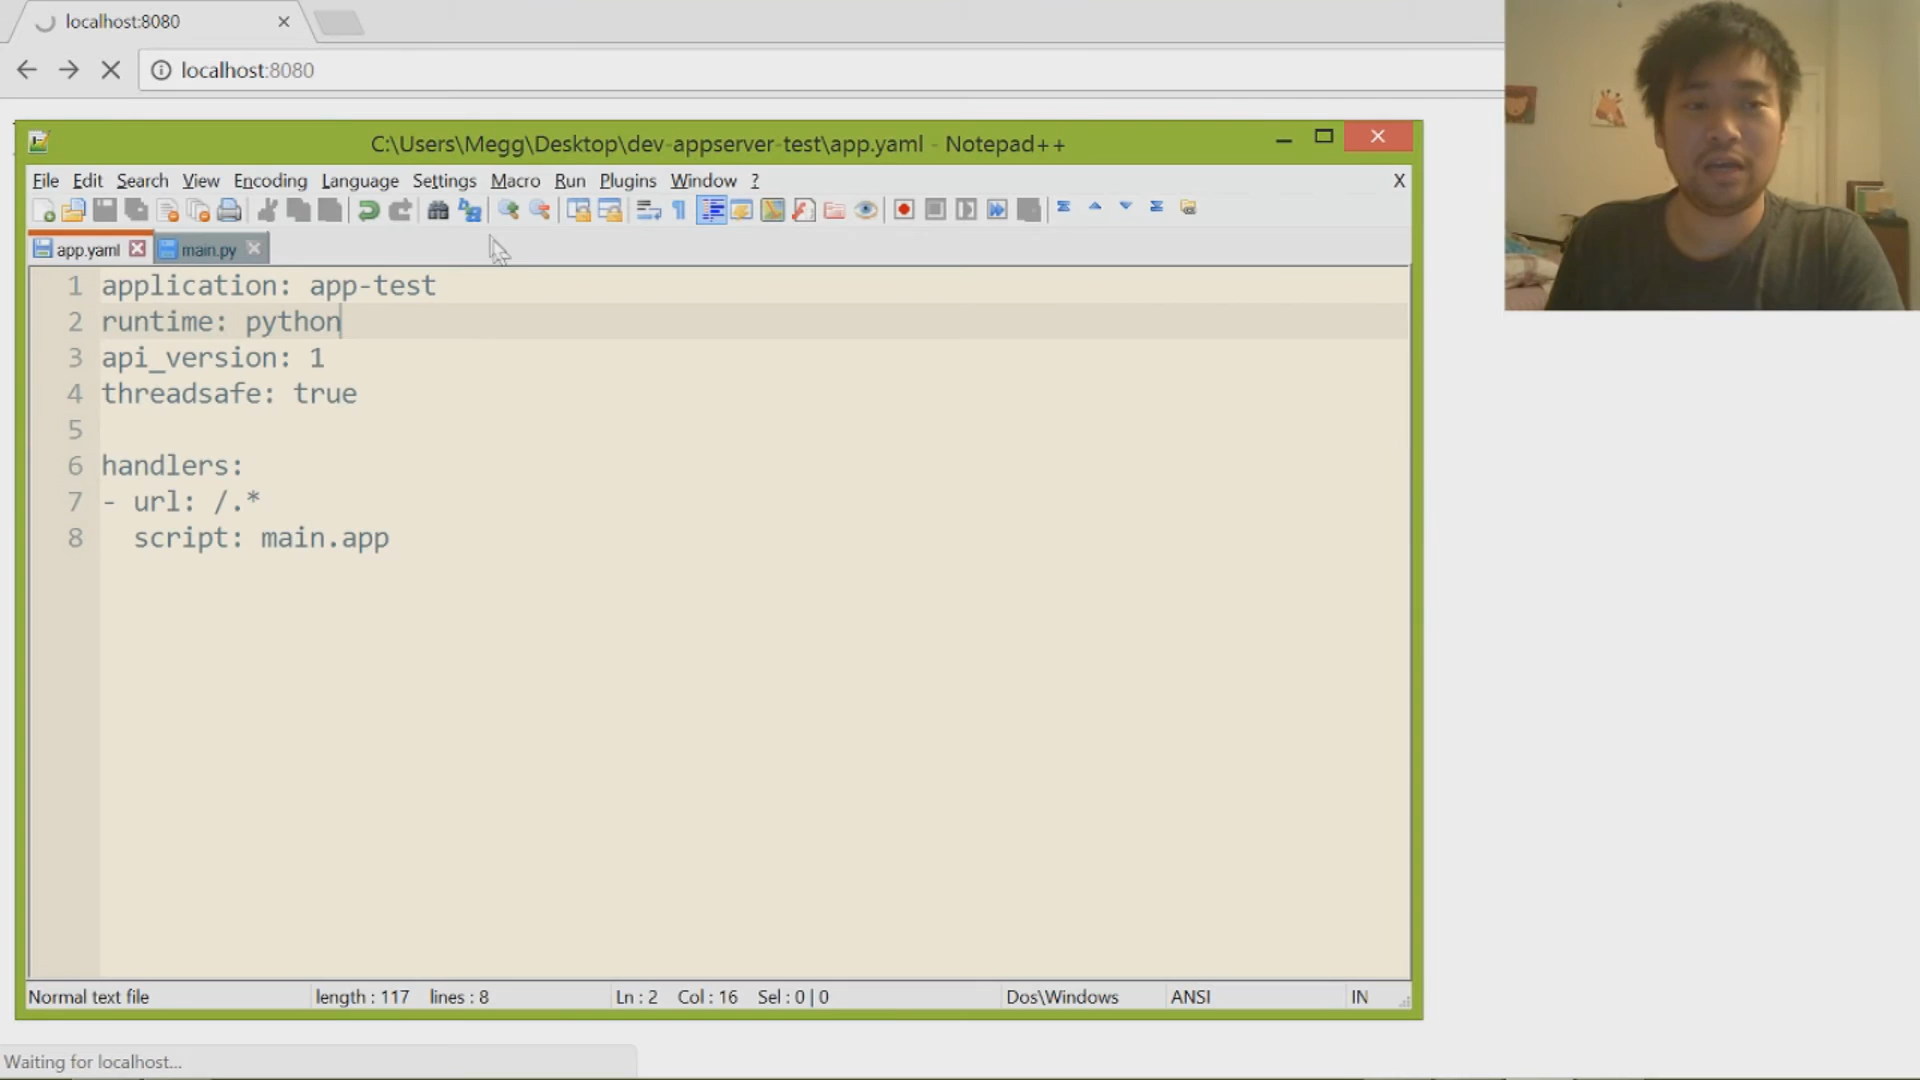 localhost:8080
localhost:8080
C:\Users\Megg\Desktop\dev-appserver-test\app.yaml - Notepad++
File Edit Search View Encoding Language Settings Macro Run Plugins Window ? X
app.yaml main.py
1 application: app-test
2 runtime: python
3 api_version: 1
4 threadsafe: true
5
6 handlers:
7 - url: /.*
8   script: main.app
Normal text file length : 117 lines : 8 Ln : 2 Col : 16 Sel : 0 | 0 Dos\Windows ANSI IN
Waiting for localhost...